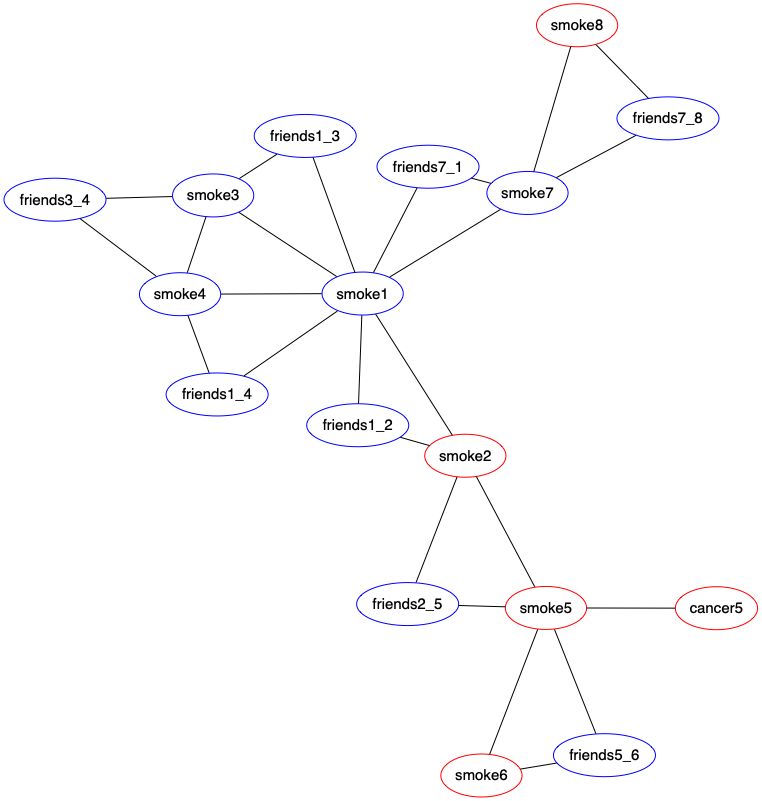 smoke8
friends7_8
friends1_3
friends7_1
smoke7
smoke3
friends3_4
smoke4
smoke1
friends1_4
friends1_2
smoke2
friends2_5
smoke5
cancer5
friends5_6
smoke6